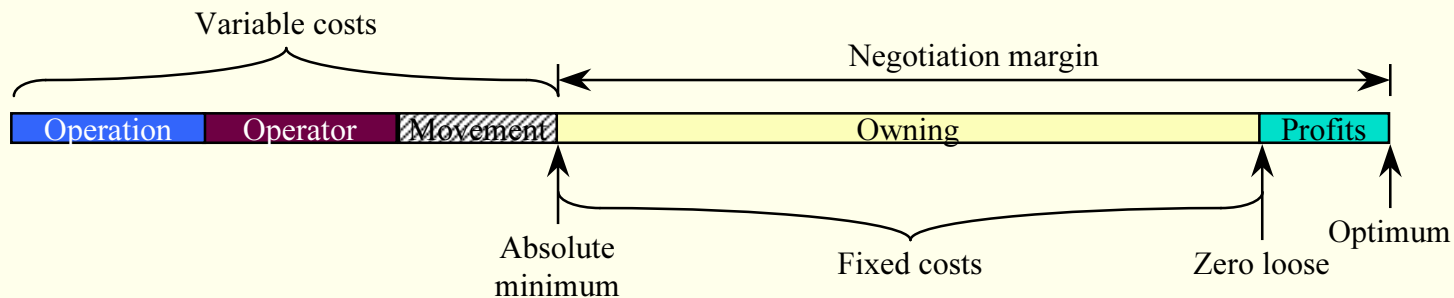 Variable costs
Negotiation margin
Operation
Operator
Movement
Owning
Profits
Absolute
minimum
Fixed costs
Zero loose
Optimum